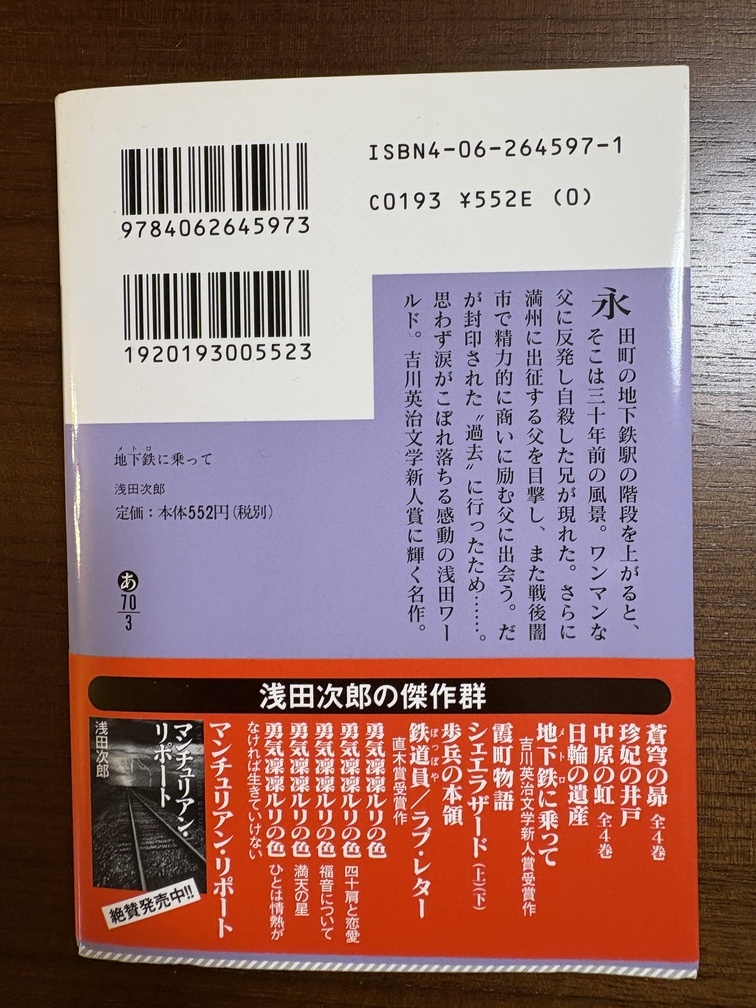 9784062645973
ISBN4-06-264597-1
C0193 ¥552E (0)
1920193005523
永田町の地下鉄駅の階段を上がると、
そこは三十年前の風景。ワンマンな
父に反発し自殺した兄が現れた。さらに
満州に出征する父を目撃し、また戦後闇
市で精力的に商いに励む父に出会う。だ
が封印された〝過去〟に行ったため……。
思わず涙がこぼれ落ちる感動の浅田ワー
ルド。吉川英治文学新人賞に輝く名作。
メトロ
地下鉄に乗って
浅田次郎
定価：本体552円（税別）
あ
70
3
浅田次郎の傑作群
蒼穹の昴 全4巻
珍妃の井戸
中原の虹 全4巻
日輪の遺産
メトロ
地下鉄に乗って
吉川英治文学新人賞受賞作
霞町物語
シェエラザード（上）（下）
歩兵の本領
ぽっぽや
鉄道員／ラブ・レター
直木賞受賞作
勇気凜凜ルリの色
勇気凜凜ルリの色 四十肩と恋愛
勇気凜凜ルリの色 福音について
勇気凜凜ルリの色 満天の星
勇気凜凜ルリの色 ひとは情熱が
なければ生きていけない
マンチュリアン・リポート
マンチュリアン・
リポート
浅田次郎
絶賛発売中!!